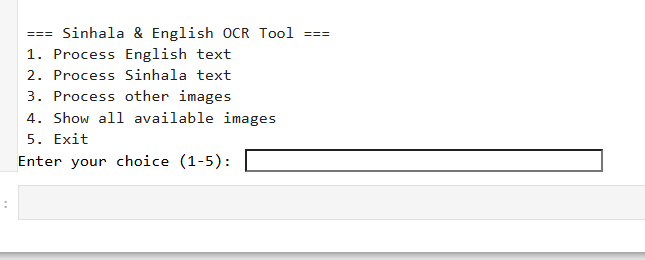 === Sinhala & English OCR Tool ===
1. Process English text
2. Process Sinhala text
3. Process other images
4. Show all available images
5. Exit
Enter your choice (1-5):
: